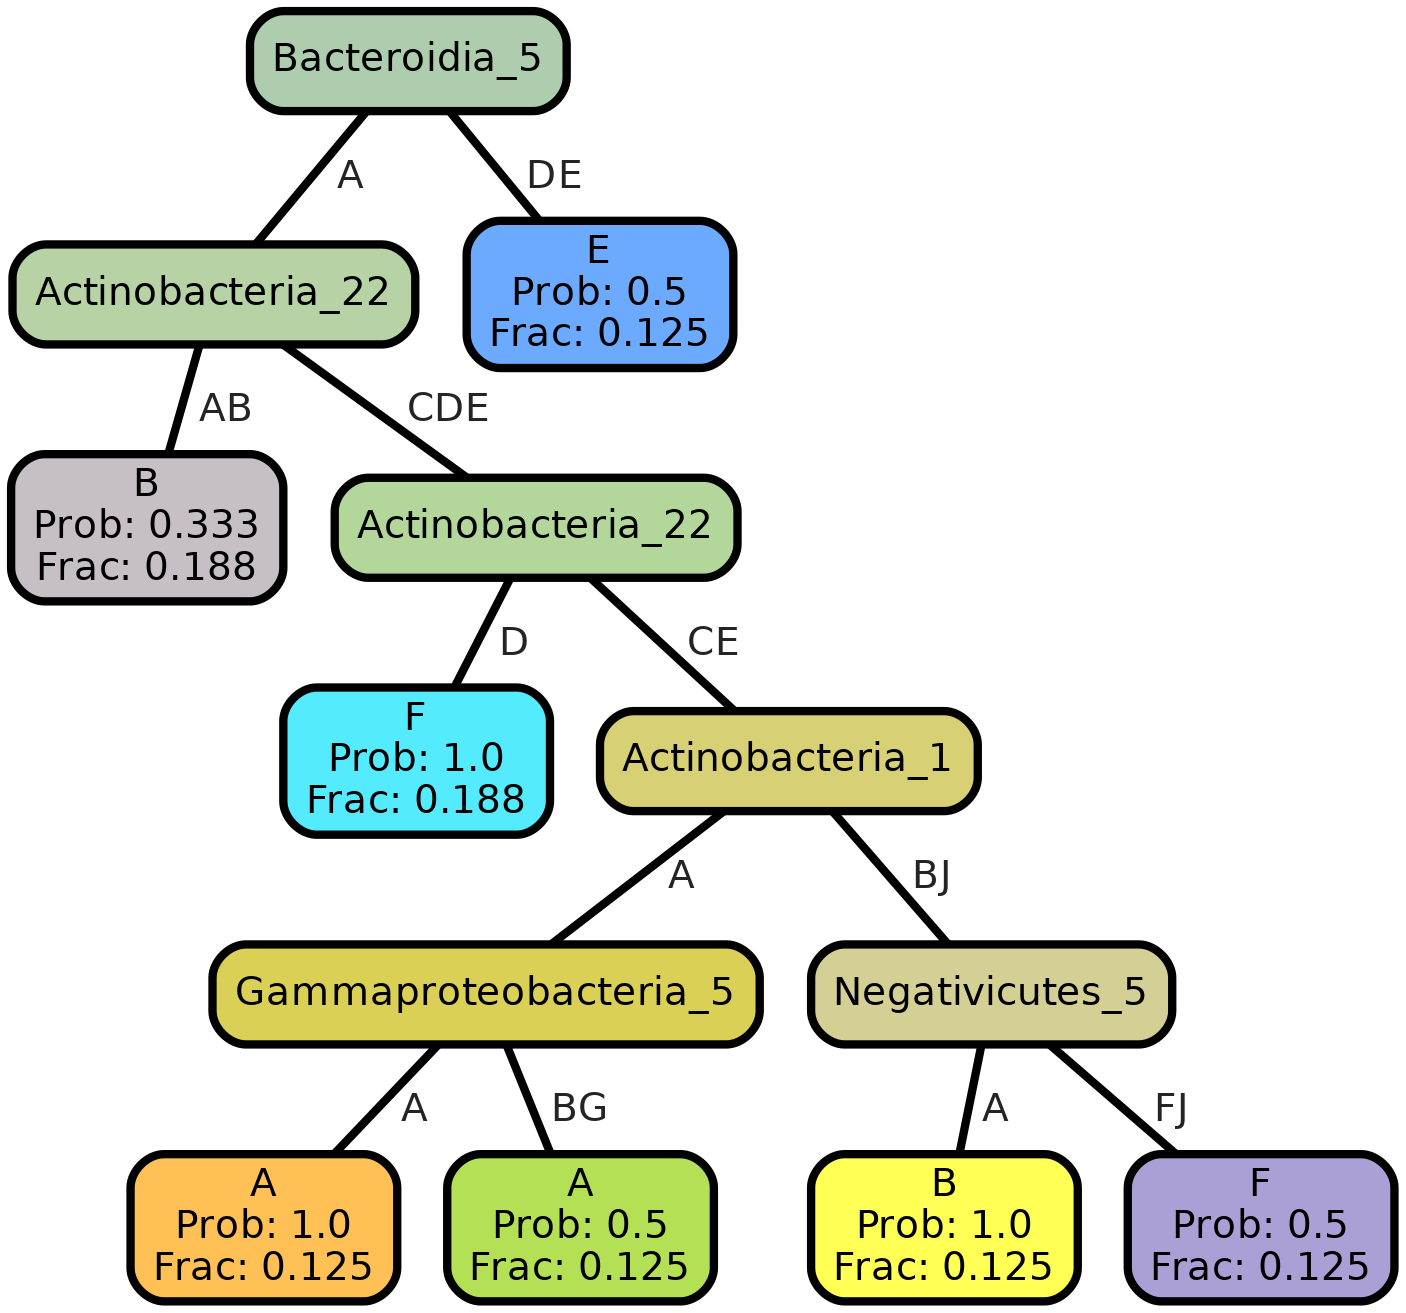 Bacteroidia_5
A
DE
Actinobacteria_22
E
Prob: 0.5
Frac: 0.125
AB
CDE
B
Prob: 0.333
Frac: 0.188
Actinobacteria_22
D
CE
F
Prob: 1.0
Frac: 0.188
Actinobacteria_1
A
BJ
Gammaproteobacteria_5
Negativicutes_5
A
BG
A
FJ
A
Prob: 1.0
Frac: 0.125
A
Prob: 0.5
Frac: 0.125
B
Prob: 1.0
Frac: 0.125
F
Prob: 0.5
Frac: 0.125